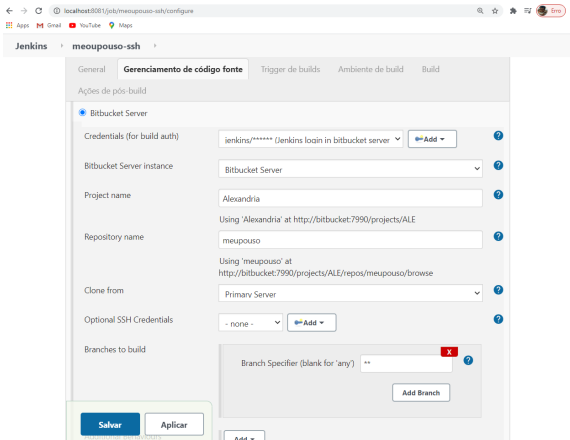 localhost:8081/job/meoupouso-ssh/configure
Erro
Apps Gmail YouTube Maps
Jenkins meoupouso-ssh
General Gerenciamento de código fonte Trigger de builds Ambiente de build Build
Ações de pós-build
Bitbucket Server
Credentials (for build auth) jenkins/****** (Jenkins login in bitbucket server Add
Bitbucket Server instance Bitbucket Server
Project name Alexandria
Using 'Alexandria' at http://bitbucket:7990/projects/ALE
Repository name meupouso
Using 'meupouso' at
http://bitbucket:7990/projects/ALE/repos/meupouso/browse
Clone from Primary Server
Optional SSH Credentials - none - Add
Branches to build
X
Branch Specifier (blank for 'any') **
Add Branch
Salvar Aplicar
Additional Behaviours Add